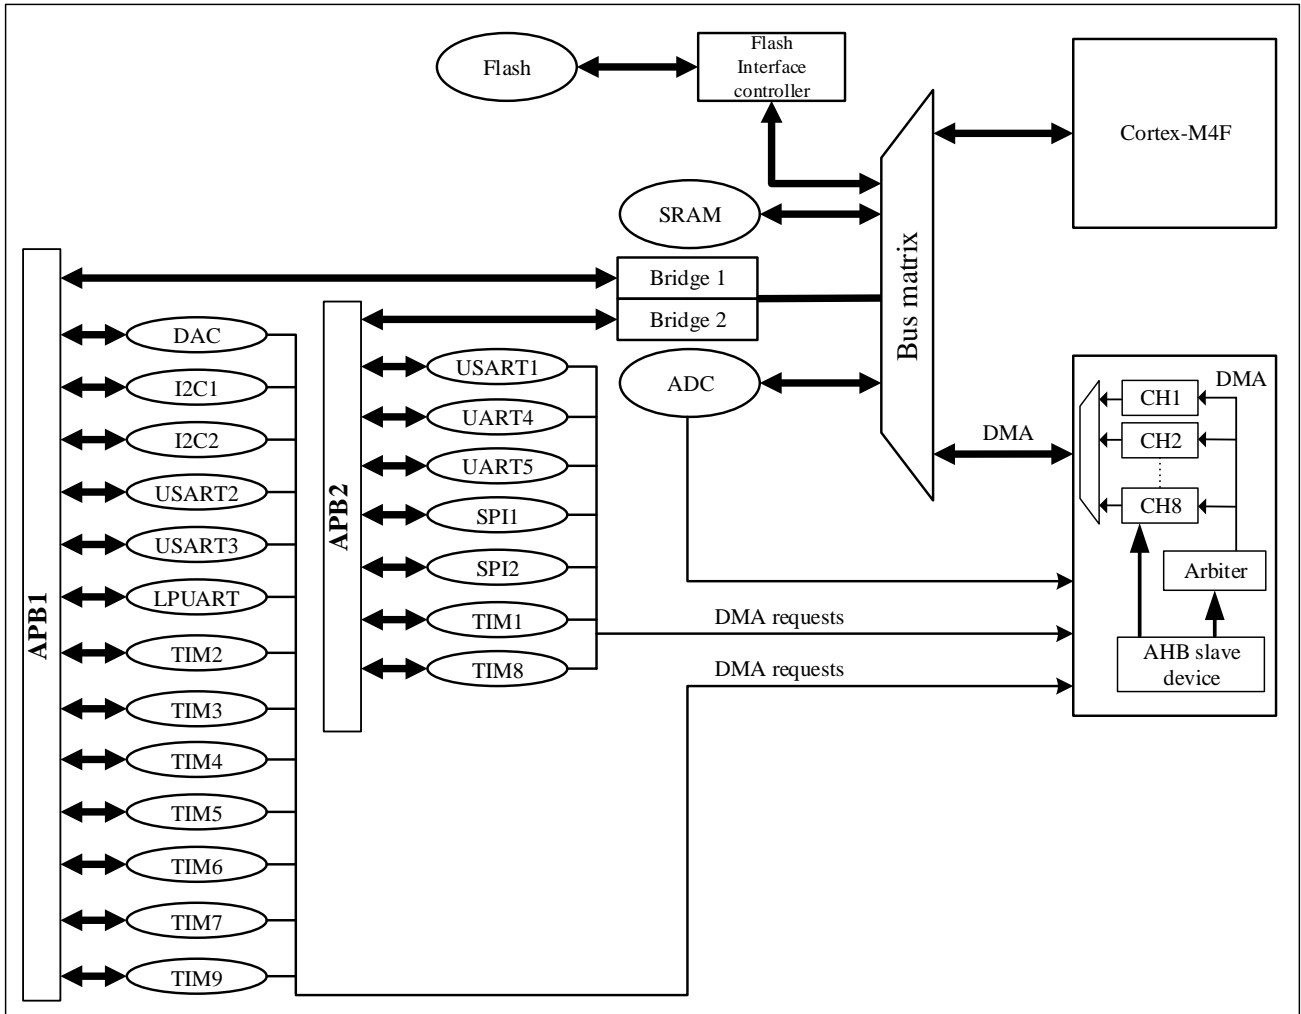 Flash
Flash
Interface
controller
Cortex-M4F
SRAM
Bus matrix
Bridge 1
Bridge 2
ADC
DMA
APB1
DAC
I2C1
I2C2
USART2
USART3
LPUART
TIM2
TIM3
TIM4
TIM5
TIM6
TIM7
TIM9
APB2
USART1
UART4
UART5
SPI1
SPI2
TIM1
TIM8
DMA requests
DMA requests
DMA
CH1
CH2
CH8
Arbiter
AHB slave
device